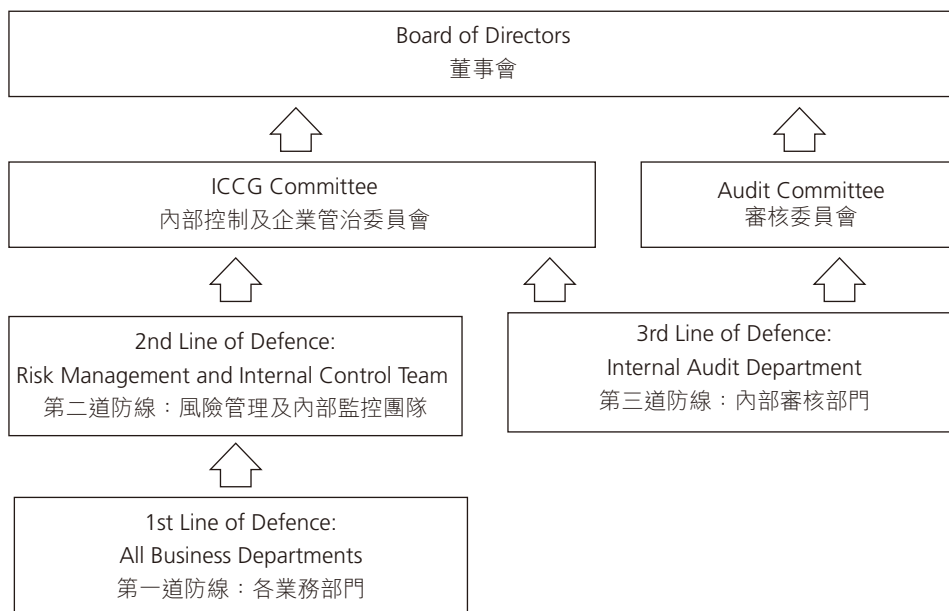 Board of Directors
董事會
ICCG Committee
內部控制及企業管治委員會
Audit Committee
審核委員會
2nd Line of Defence:
Risk Management and Internal Control Team
第二道防線：風險管理及內部監控團隊
3rd Line of Defence:
Internal Audit Department
第三道防線：內部審核部門
1st Line of Defence:
All Business Departments
第一道防線：各業務部門